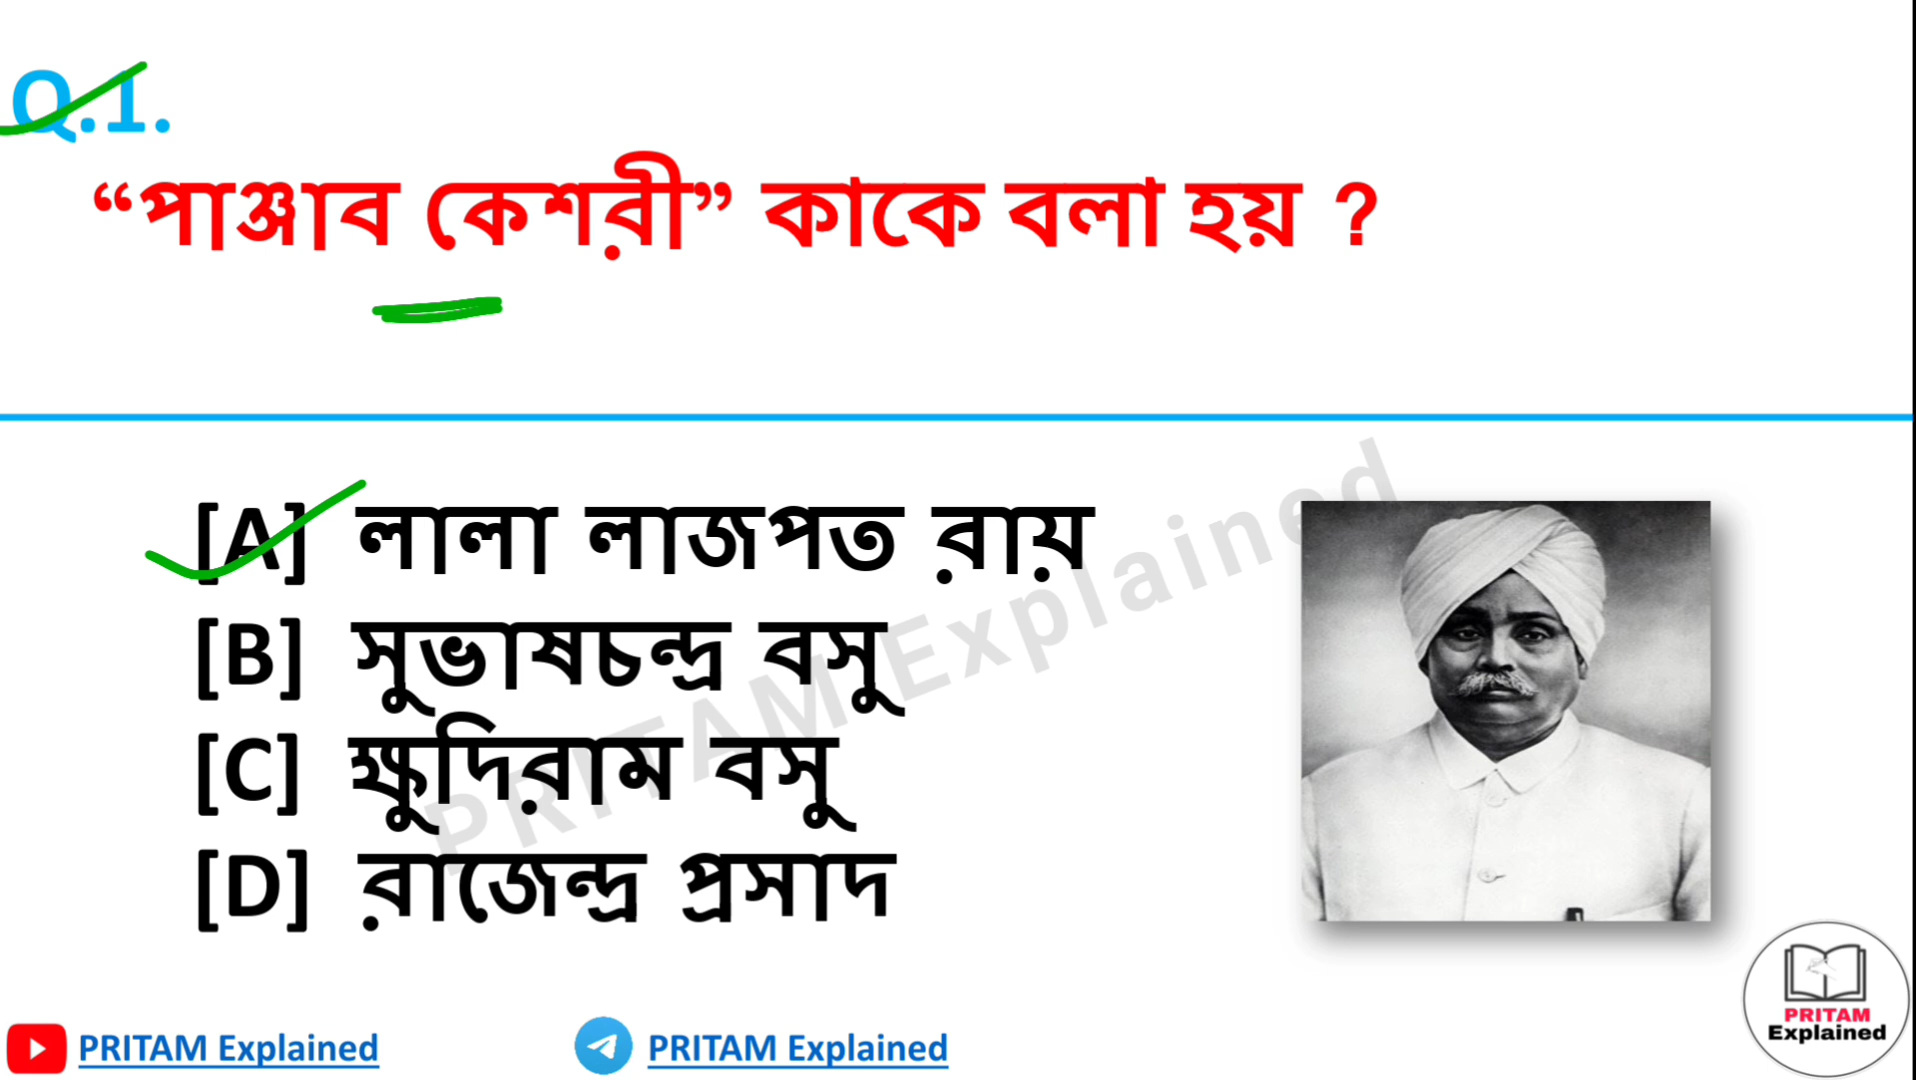 Q.1.
“পাঞ্জাব কেশরী” কাকে বলা হয় ?
[A] লালা লাজপত রায়
[B] সুভাষচন্দ্র বসু
[C] ক্ষুদিরাম বসু
[D] রাজেন্দ্র প্রসাদ
PRITAM Explained
PRITAM Explained
PRITAM Explained
PRITAM
Explained